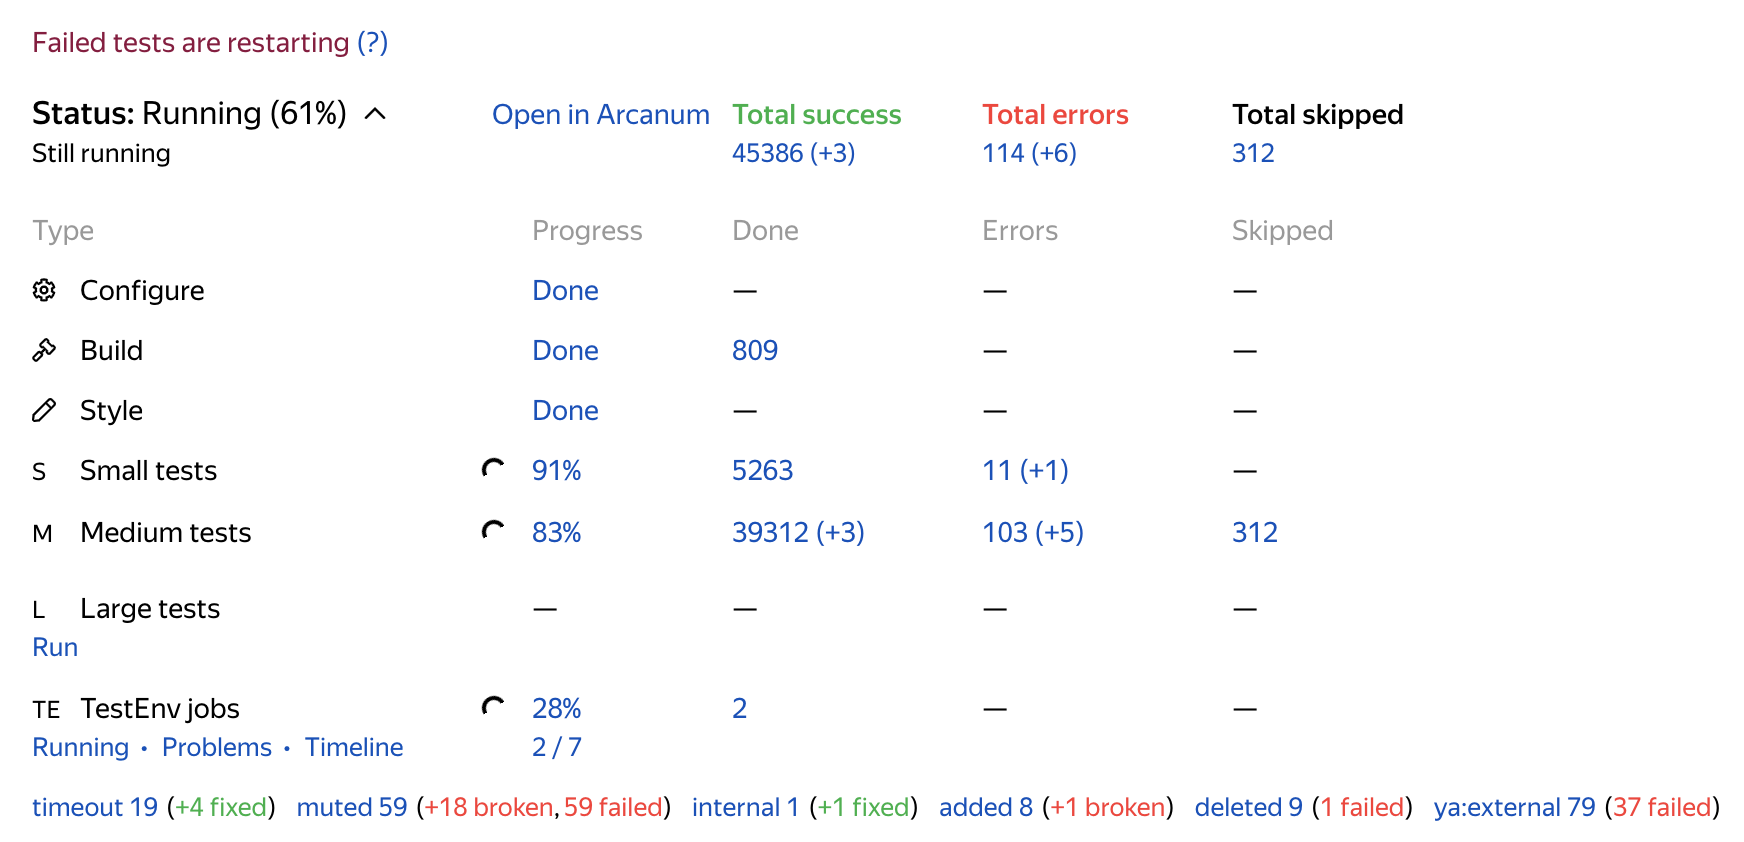 Failed tests are restarting (?)
Status: Running (61%) Open in Arcanum Total success Total errors Total skipped
Still running 45386 (+3) 114 (+6) 312
Type Progress Done Errors Skipped
Configure Done — — —
Build Done 809 — —
Style Done — — —
S Small tests 91% 5263 11 (+1) —
M Medium tests 83% 39312 (+3) 103 (+5) 312
L Large tests — — — —
Run
TE TestEnv jobs 28% 2 — —
Running · Problems · Timeline 2 / 7
timeout 19 (+4 fixed) muted 59 (+18 broken, 59 failed) internal 1 (+1 fixed) added 8 (+1 broken) deleted 9 (1 failed) ya:external 79 (37 failed)